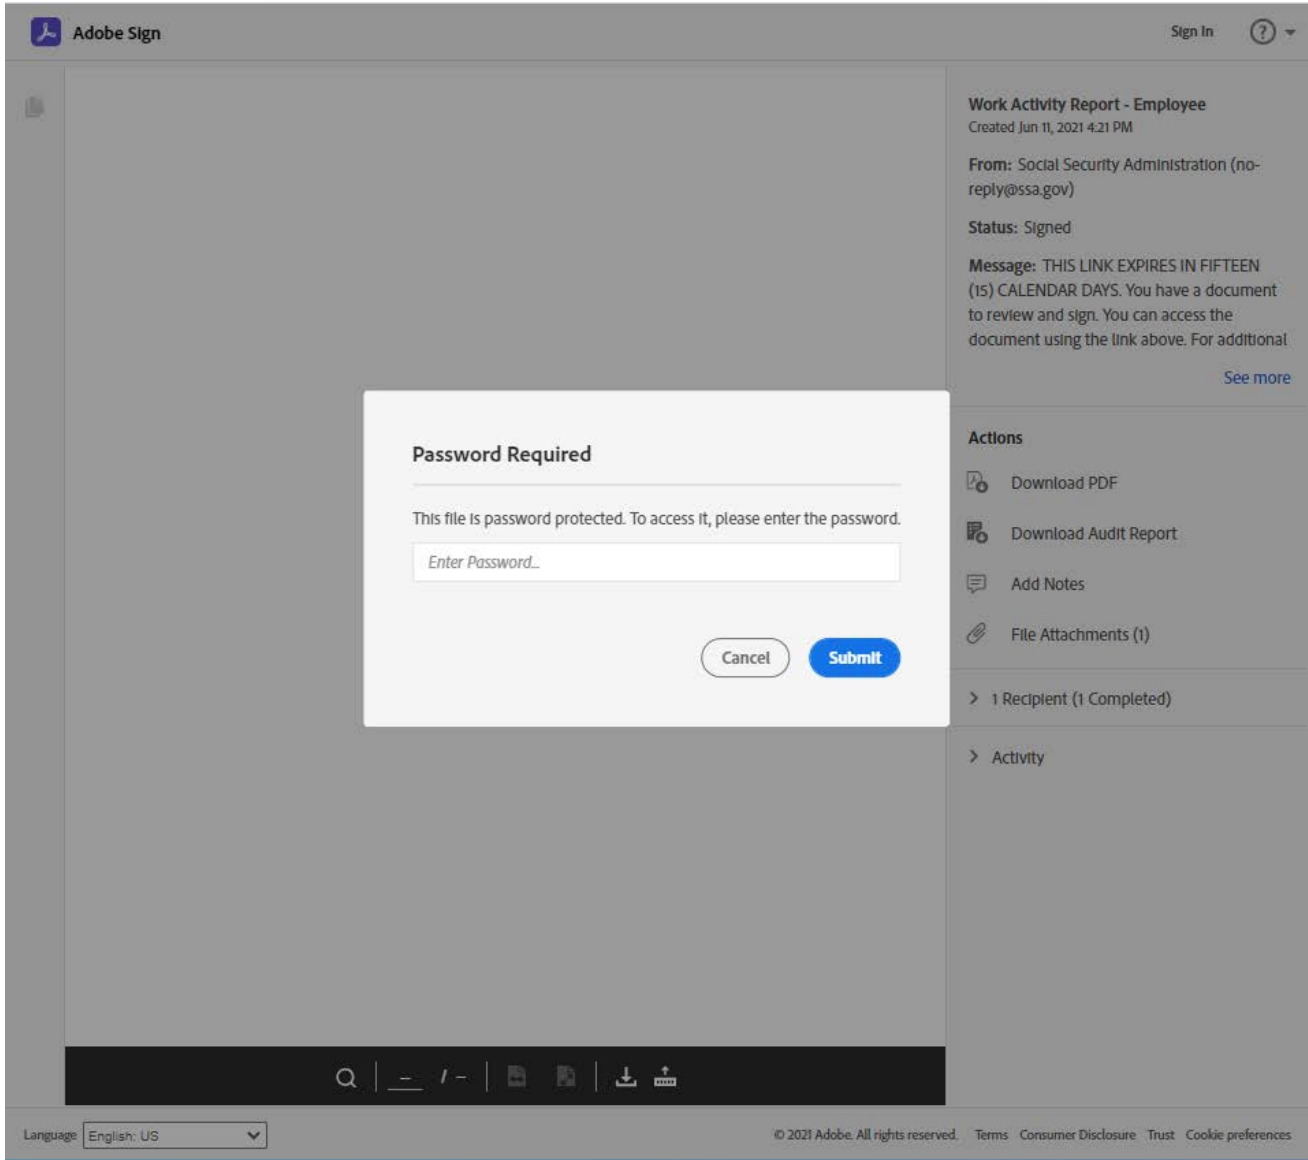 Adobe Sign
Sign In
Work Activity Report - Employee
Created Jun 11, 2021 4:21 PM
From: Social Security Administration (no-
reply@ssa.gov)
Status: Signed
Message: THIS LINK EXPIRES IN FIFTEEN
(15) CALENDAR DAYS. You have a document
to review and sign. You can access the
document using the link above. For additional
See more
Password Required
This file is password protected. To access it, please enter the password.
Enter Password...
Cancel
Submit
Actions
Download PDF
Download Audit Report
Add Notes
File Attachments (1)
1 Recipient (1 Completed)
Activity
– / –
Language English: US
© 2021 Adobe. All rights reserved. Terms Consumer Disclosure Trust Cookie preferences